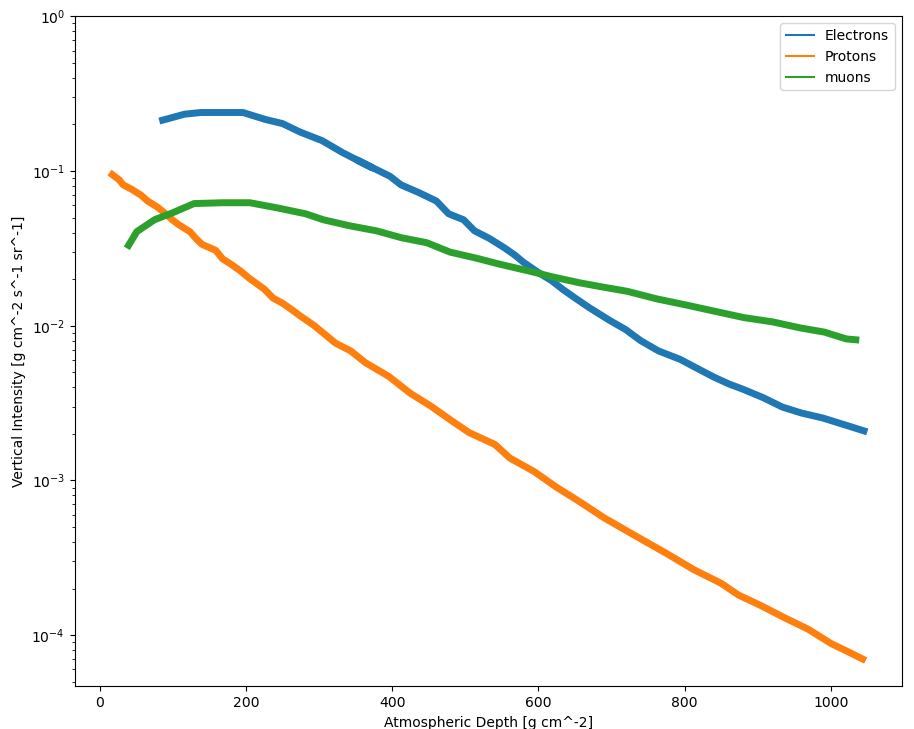 10^0
10^-1
10^-2
10^-3
10^-4
Vertical Intensity [g cm^-2 s^-1 sr^-1]
Electrons
Protons
muons
0 200 400 600 800 1000
Atmospheric Depth [g cm^-2]